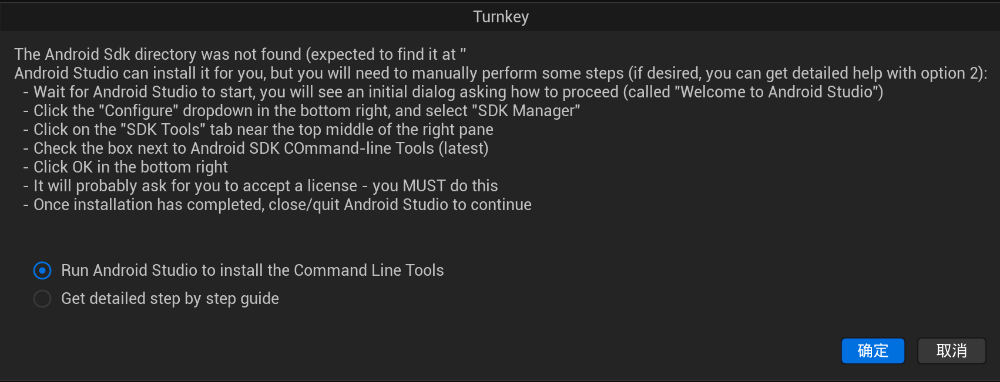 Turnkey
The Android Sdk directory was not found (expected to find it at "
Android Studio can install it for you, but you will need to manually perform some steps (if desired, you can get detailed help with option 2):
- Wait for Android Studio to start, you will see an initial dialog asking how to proceed (called "Welcome to Android Studio")
- Click the "Configure" dropdown in the bottom right, and select "SDK Manager"
- Click on the "SDK Tools" tab near the top middle of the right pane
- Check the box next to Android SDK COmmand-line Tools (latest)
- Click OK in the bottom right
- It will probably ask for you to accept a license - you MUST do this
- Once installation has completed, close/quit Android Studio to continue
Run Android Studio to install the Command Line Tools
Get detailed step by step guide
确定 取消